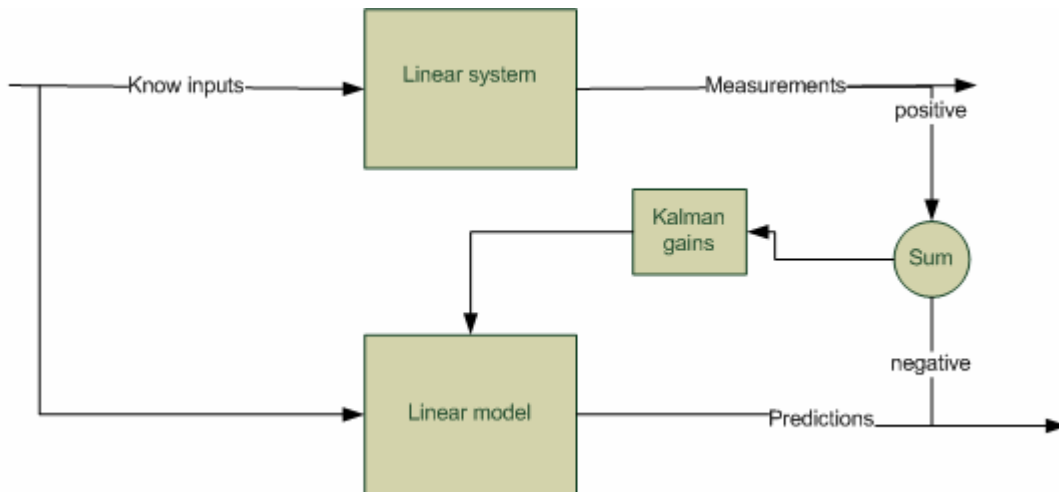 Know inputs
Linear system
Measurements
positive
Kalman
gains
Sum
negative
Linear model
Predictions